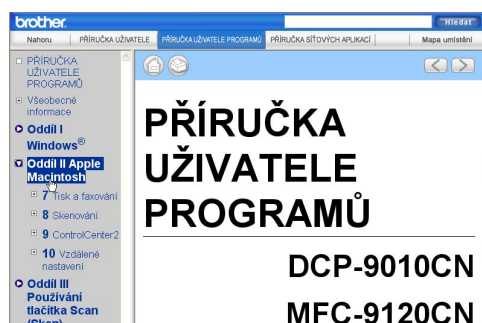 brother.
Hledat
Nahoru
PŘÍRUČKA UŽIVATELE
PŘÍRUČKA UŽIVATELE PROGRAMŮ
PŘÍRUČKA SÍŤOVÝCH APLIKACÍ
Mapa umístění
PŘÍRUČKA
UŽIVATELE
PROGRAMŮ
Všeobecné
informace
Oddíl I
Windows®
Oddíl II Apple
Macintosh
7 Tisk a faxování
8 Skenování
9 ControlCenter2
10 Vzdálené
nastavení
Oddíl III
Používání
tlačítka Scan
(Sken)
PŘÍRUČKA
UŽIVATELE
PROGRAMŮ
DCP-9010CN
MFC-9120CN